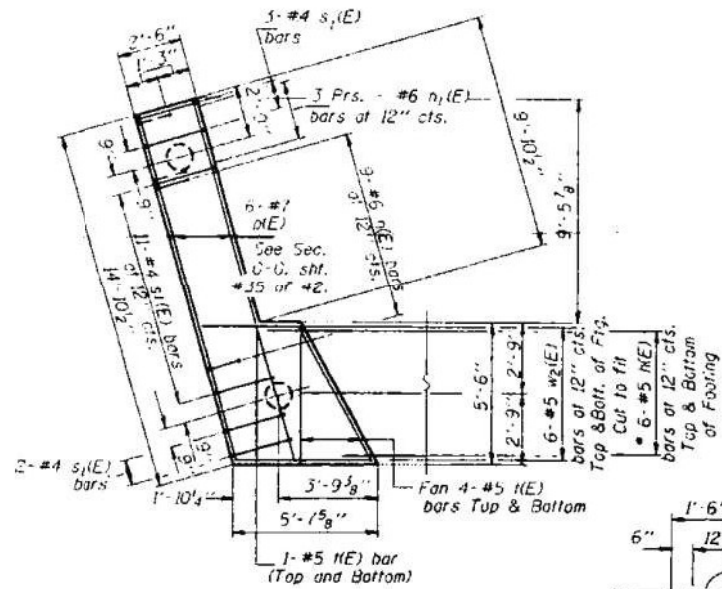 3- #4 s₁(E)
bars
2'-6"
1'-3"
2'-0"
3 Prs. - #6 n₁(E)
bars at 12" cts.
9"
9"
9'-10½"
9'-5⅞"
9- #6 n(E) bars
at 12" cts.
6- #7
p(E)
See Sec.
C-C, sht.
#35 of 42.
11- #4 s₁(E) bars
at 12" cts.
14'-10½"
9"
9"
2- #4 s₁(E)
bars
5'-6"
2'-9"
2'-9"
6- #5 w₂(E)
bars at 12" cts.
Top & Bott. of Ftg.
Cut to fit
* 6- #5 h(E)
bars at 12" cts.
Top & Bottom
of Footing
1'-10¼"
3'-9⅜"
5'-7⅝"
Fan 4- #5 t(E)
bars Top & Bottom
1- #5 t(E) bar
(Top and Bottom)
1'-6"
6"
12